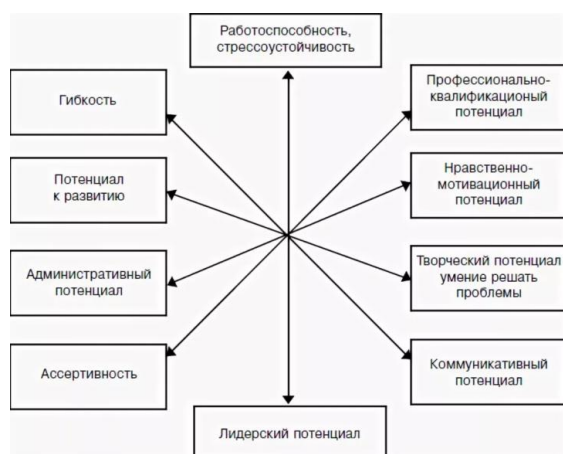 Работоспособность,
стрессоустойчивость
Гибкость
Профессионально-
квалификационый
потенциал
Потенциал
к развитию
Нравственно-
мотивационный
потенциал
Административный
потенциал
Творческий потенциал
умение решать
проблемы
Ассертивность
Коммуникативный
потенциал
Лидерский потенциал